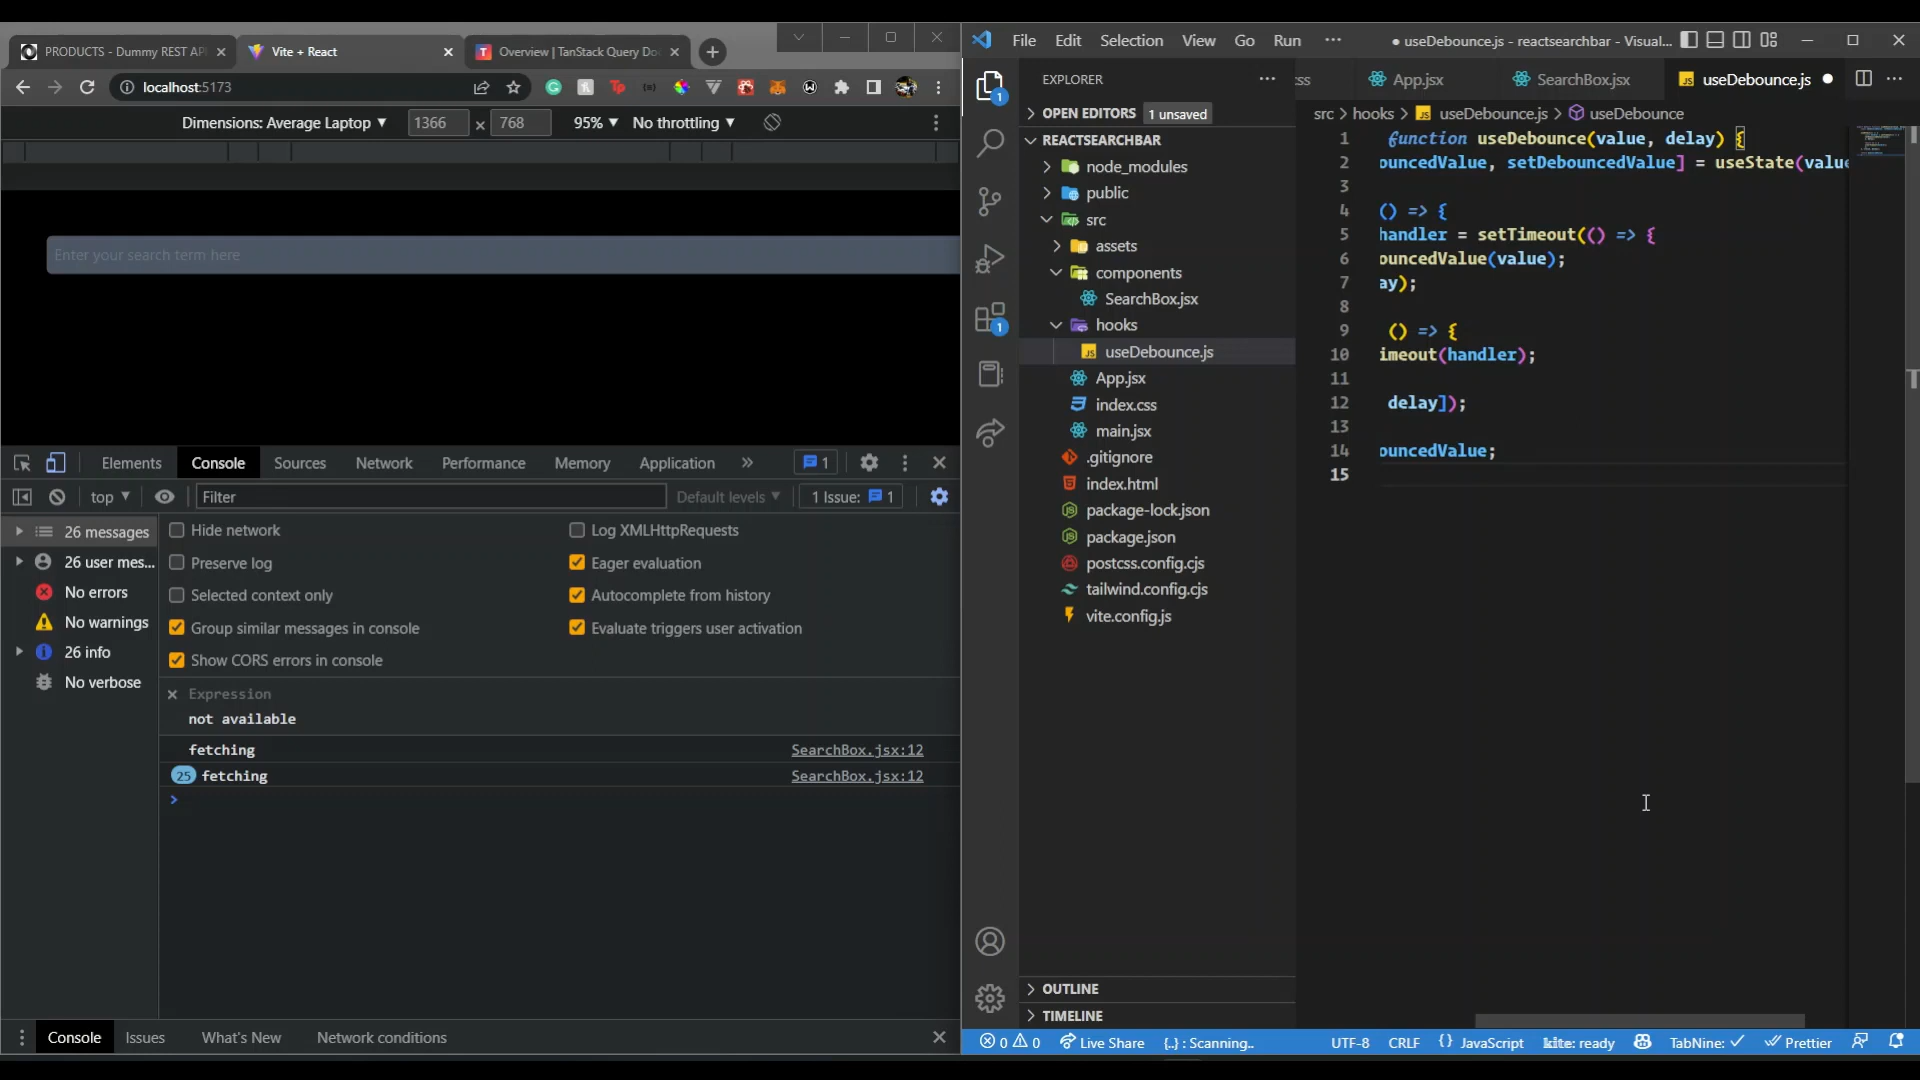 PRODUCTS - Dummy REST AP
Vite + React
Overview | TanStack Query Do
localhost:5173
Dimensions: Average Laptop
1366 x 768
95%
No throttling
Enter your search term here
Elements
Console
Sources
Network
Performance
Memory
Application
1
top
Filter
Default levels
1 Issue: 1
26 messages
26 user mes...
No errors
No warnings
26 info
No verbose
Hide network
Log XMLHttpRequests
Preserve log
Eager evaluation
Selected context only
Autocomplete from history
Group similar messages in console
Evaluate triggers user activation
Show CORS errors in console
Expression
not available
fetching SearchBox.jsx:12
25 fetching SearchBox.jsx:12
>
Console
Issues
What's New
Network conditions
File Edit Selection View Go Run ···
● useDebounce.js - reactsearchbar - Visual...
EXPLORER
OPEN EDITORS 1 unsaved
REACTSEARCHBAR
node_modules
public
src
assets
components
SearchBox.jsx
hooks
useDebounce.js
App.jsx
index.css
main.jsx
.gitignore
index.html
package-lock.json
package.json
postcss.config.cjs
tailwind.config.cjs
vite.config.js
OUTLINE
TIMELINE
ss
App.jsx
SearchBox.jsx
useDebounce.js
src > hooks > useDebounce.js > useDebounce
1 function useDebounce(value, delay) {
2 ouncedValue, setDebouncedValue] = useState(value
3
4 () => {
5 handler = setTimeout(() => {
6 ouncedValue(value);
7 ay);
8
9 () => {
10 imeout(handler);
11
12 delay]);
13
14 ouncedValue;
15
0 0
Live Share
{..} : Scanning..
UTF-8
CRLF
{} JavaScript
kite: ready
TabNine: ✓
Prettier